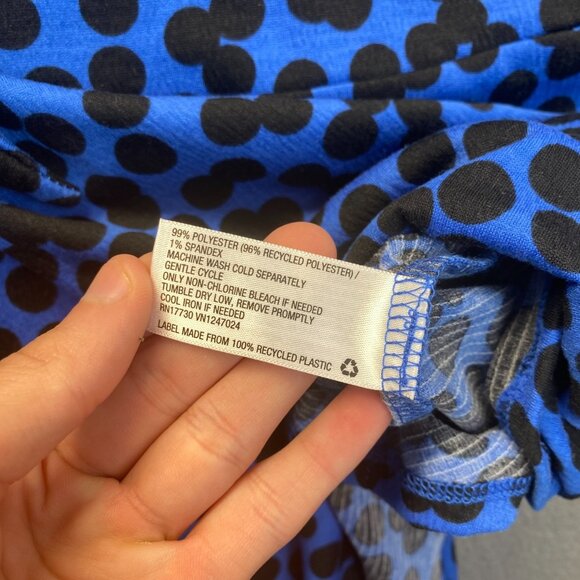 99% POLYESTER (96% RECYCLED POLYESTER) /
1% SPANDEX
MACHINE WASH COLD SEPARATELY
GENTLE CYCLE
ONLY NON-CHLORINE BLEACH IF NEEDED
TUMBLE DRY LOW, REMOVE PROMPTLY
COOL IRON IF NEEDED
RN17730 VN1247024
LABEL MADE FROM 100% RECYCLED PLASTIC